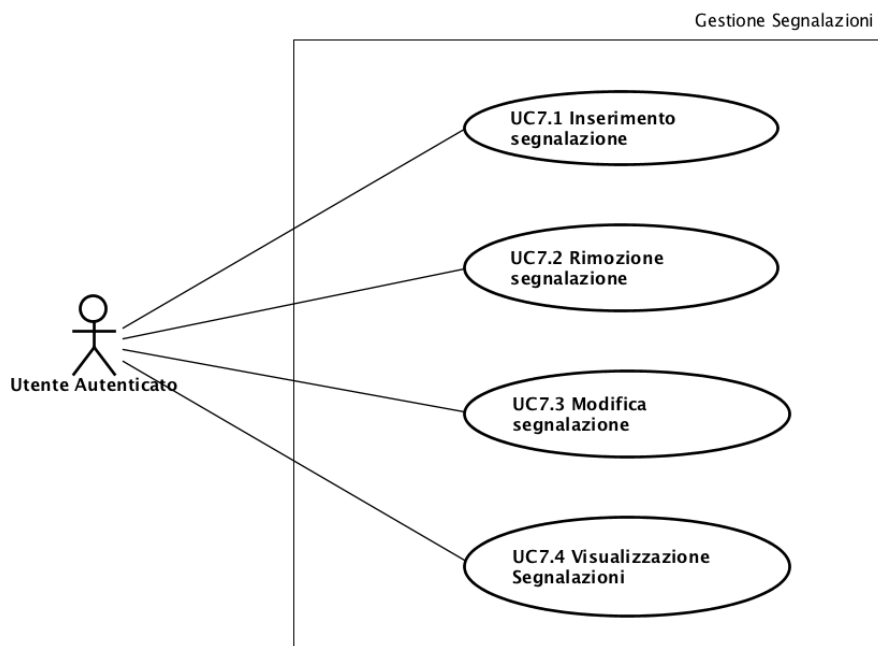 Gestione Segnalazioni
UC7.1 Inserimento
segnalazione
UC7.2 Rimozione
segnalazione
Utente Autenticato
UC7.3 Modifica
segnalazione
UC7.4 Visualizzazione
Segnalazioni